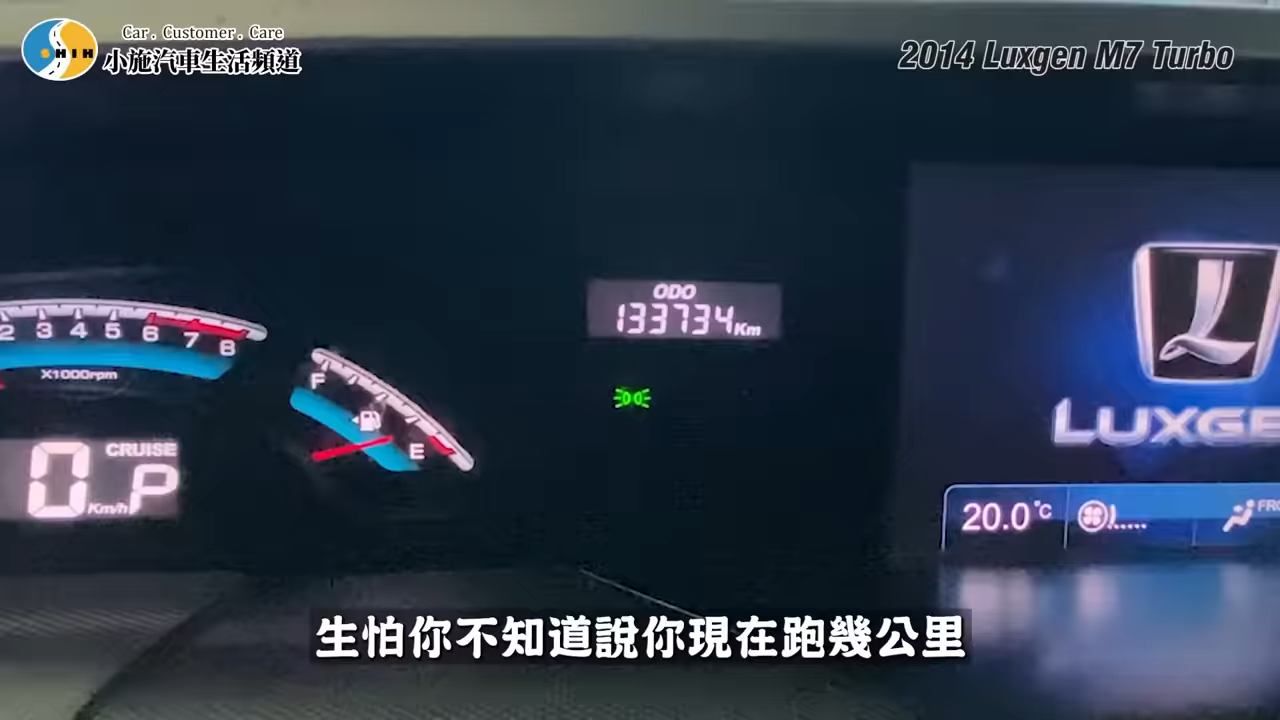 Car. Customer. Care
SHIH
小施汽車生活頻道
2014 Luxgen M7 Turbo
ODO
133734Km
2 3 4 5 6 7 8
X1000rpm
F
E
CRUISE
0 Km/h P
LUXGE
20.0°C
FRO
生怕你不知道說你現在跑幾公里